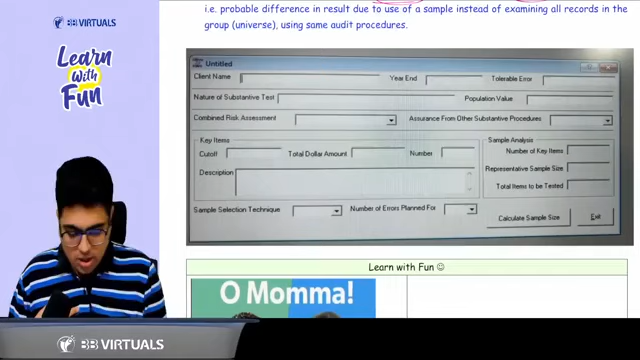 BB VIRTUALS
Learn
With
Fun
i.e. probable difference in result due to use of a sample instead of examining all records in the
group (universe), using same audit procedures.
Untitled
Client Name
Year End
Tolerable Error
Nature of Substantive Test
Population Value
Combined Risk Assessment
Assurance From Other Substantive Procedures
Key Items
Cutoff
Total Dollar Amount
Number
Description
Sample Analysis
Number of Key Items
Representative Sample Size
Total Items to be Tested
Sample Selection Technique
Number of Errors Planned For
Calculate Sample Size
Exit
Learn with Fun ☺
O Momma!
BB VIRTUALS